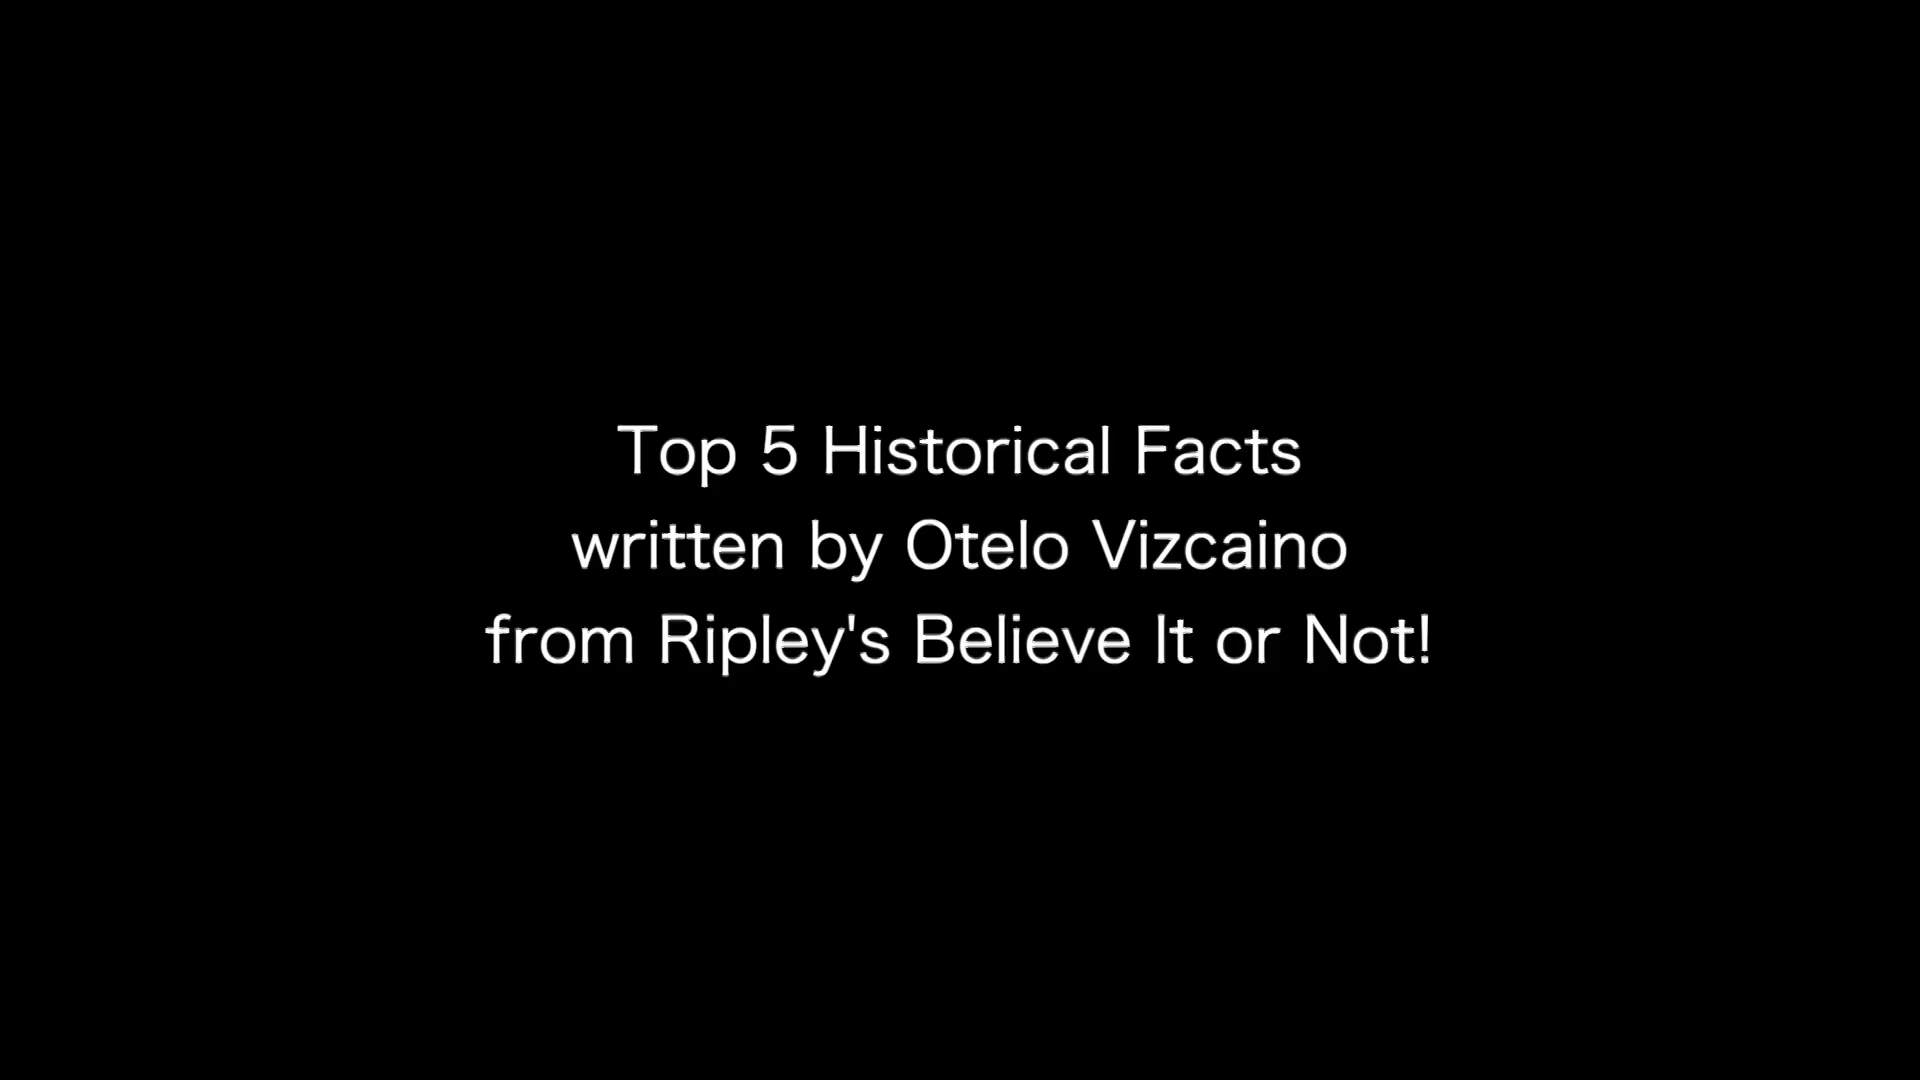 Top 5 Historical Facts
written by Otelo Vizcaino
from Ripley's Believe It or Not!